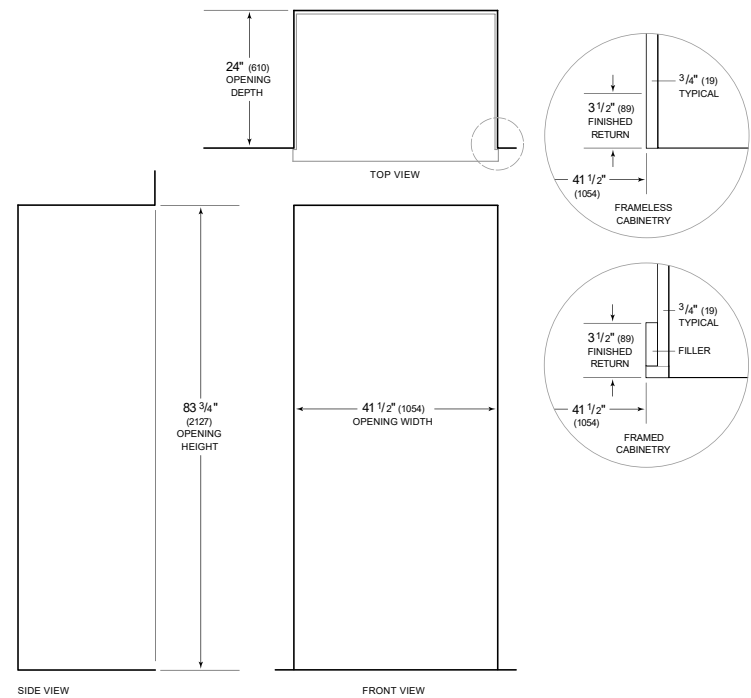 24" (610)
OPENING
DEPTH
TOP VIEW
3/4" (19)
TYPICAL
3 1/2" (89)
FINISHED
RETURN
41 1/2"
(1054)
FRAMELESS
CABINETRY
3/4" (19)
TYPICAL
3 1/2" (89)
FINISHED
RETURN
FILLER
41 1/2"
(1054)
FRAMED
CABINETRY
83 3/4"
(2127)
OPENING
HEIGHT
41 1/2" (1054)
OPENING WIDTH
SIDE VIEW
FRONT VIEW